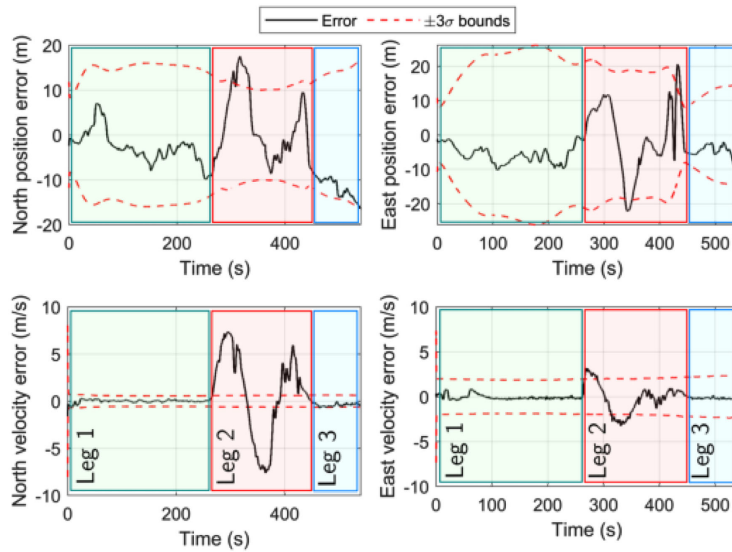 Error ±3σ bounds
North position error (m)
20
10
0
-10
-20
0 200 400
Time (s)
East position error (m)
20
10
0
-10
-20
0 100 200 300 400 500
Time (s)
North velocity error (m/s)
10
5
0
-5
-10
Leg 1 Leg 2 Leg 3
0 200 400
Time (s)
East velocity error (m/s)
10
5
0
-5
-10
Leg 1 Leg 2 Leg 3
0 100 200 300 400 500
Time (s)